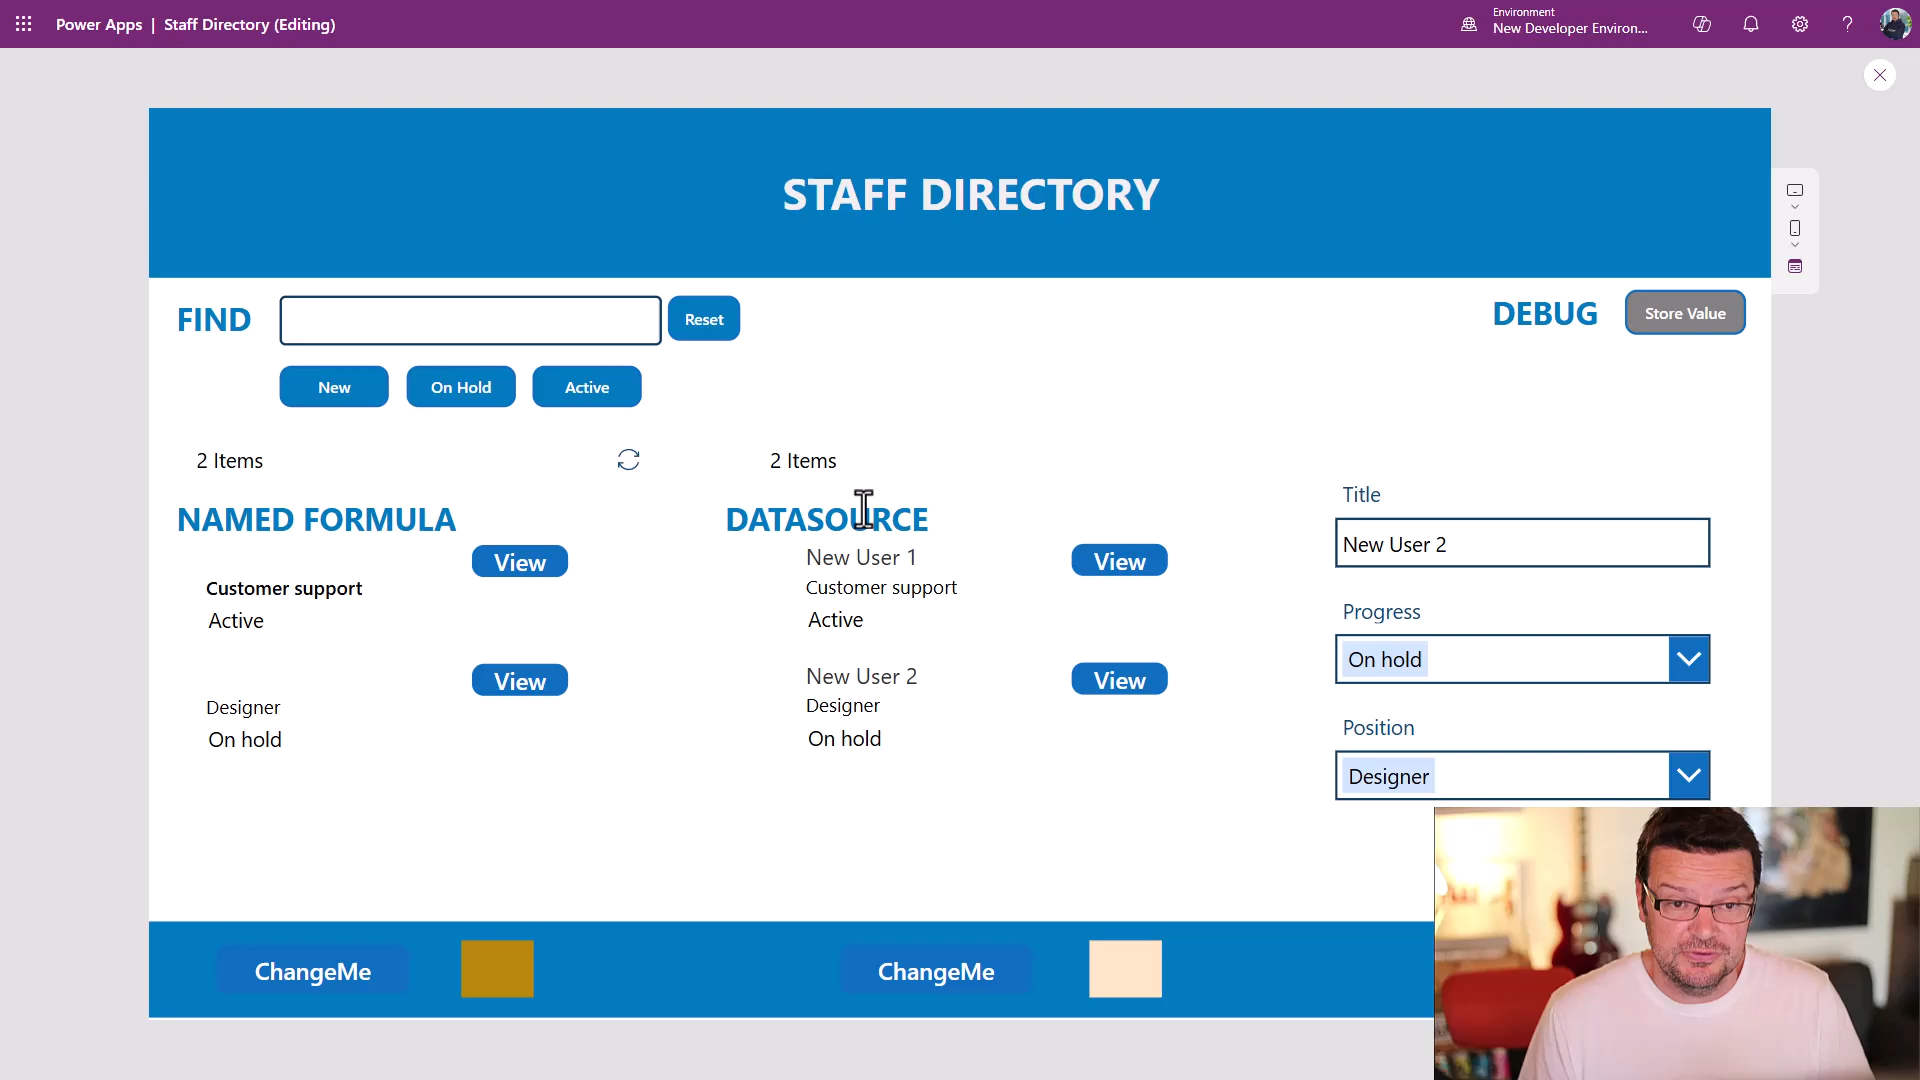 Power Apps | Staff Directory (Editing)
Environment
New Developer Environ...
STAFF DIRECTORY
FIND
Reset
DEBUG
Store Value
New
On Hold
Active
2 Items
2 Items
NAMED FORMULA
DATASOURCE
View
Customer support
Active
View
Designer
On hold
New User 1
Customer support
Active
View
New User 2
Designer
On hold
View
Title
New User 2
Progress
On hold
Position
Designer
ChangeMe
ChangeMe